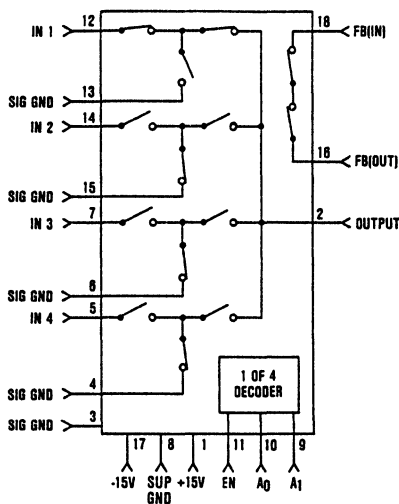 12
IN 1
18
FB(IN)
13
SIG GND
14
IN 2
16
FB(OUT)
15
SIG GND
7
IN 3
2
OUTPUT
6
SIG GND
5
IN 4
1 OF 4
DECODER
4
SIG GND
3
SIG GND
17 8 1 11 10 9
-15V SUP GND +15V EN A0 A1